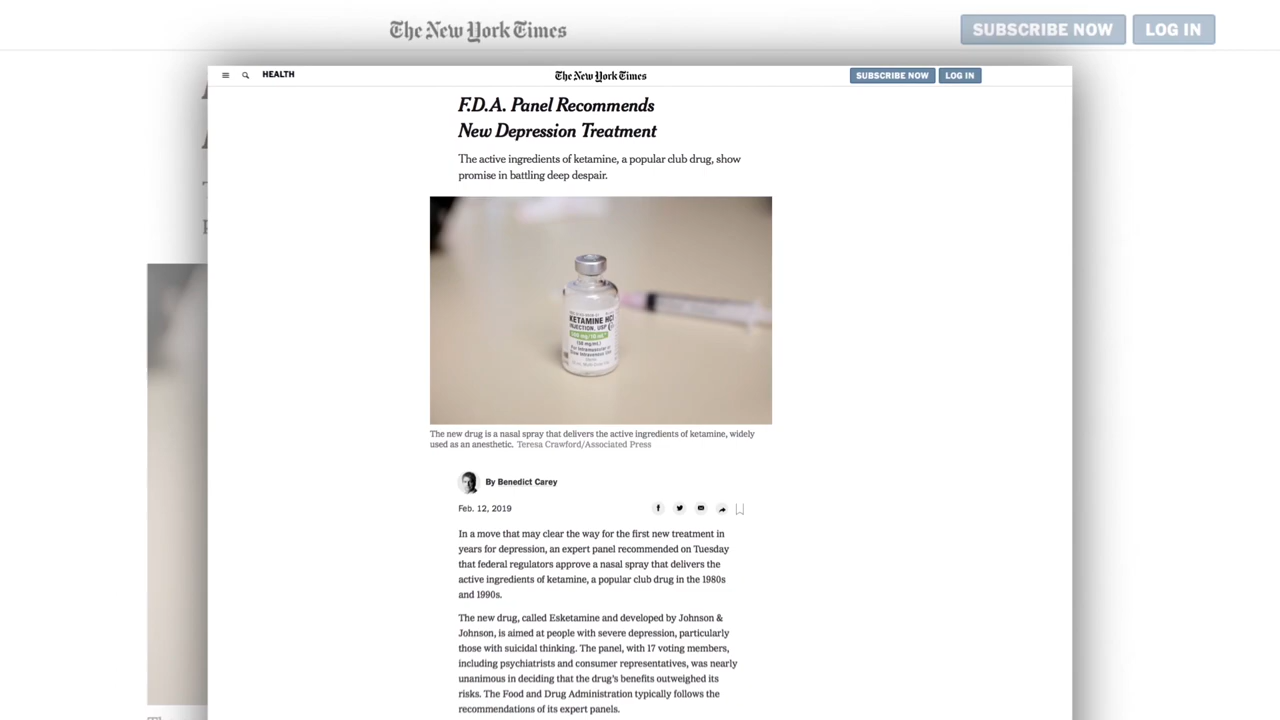 The New York Times
SUBSCRIBE NOW
LOG IN
HEALTH
The New York Times
SUBSCRIBE NOW
LOG IN
F.D.A. Panel Recommends
New Depression Treatment
The active ingredients of ketamine, a popular club drug, show
promise in battling deep despair.
KETAMINE HCl
INJECTION, USP
The new drug is a nasal spray that delivers the active ingredients of ketamine, widely
used as an anesthetic. Teresa Crawford/Associated Press
By Benedict Carey
Feb. 12, 2019
In a move that may clear the way for the first new treatment in
years for depression, an expert panel recommended on Tuesday
that federal regulators approve a nasal spray that delivers the
active ingredients of ketamine, a popular club drug in the 1980s
and 1990s.
The new drug, called Esketamine and developed by Johnson &
Johnson, is aimed at people with severe depression, particularly
those with suicidal thinking. The panel, with 17 voting members,
including psychiatrists and consumer representatives, was nearly
unanimous in deciding that the drug's benefits outweighed its
risks. The Food and Drug Administration typically follows the
recommendations of its expert panels.